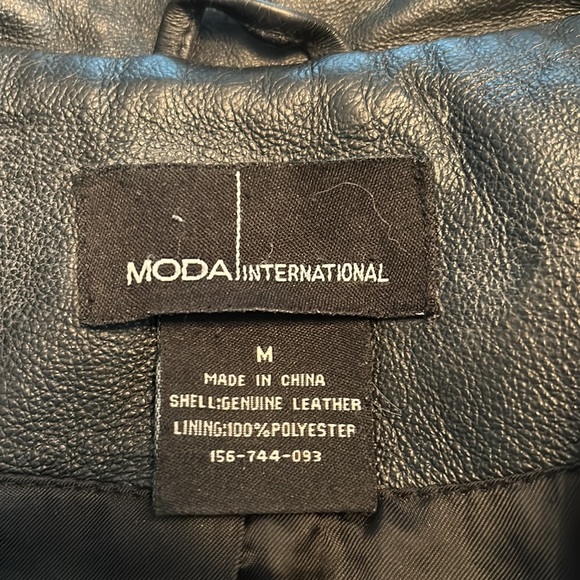 MODA INTERNATIONAL
M
MADE IN CHINA
SHELL:GENUINE LEATHER
LINING:100%POLYESTER
156-744-093